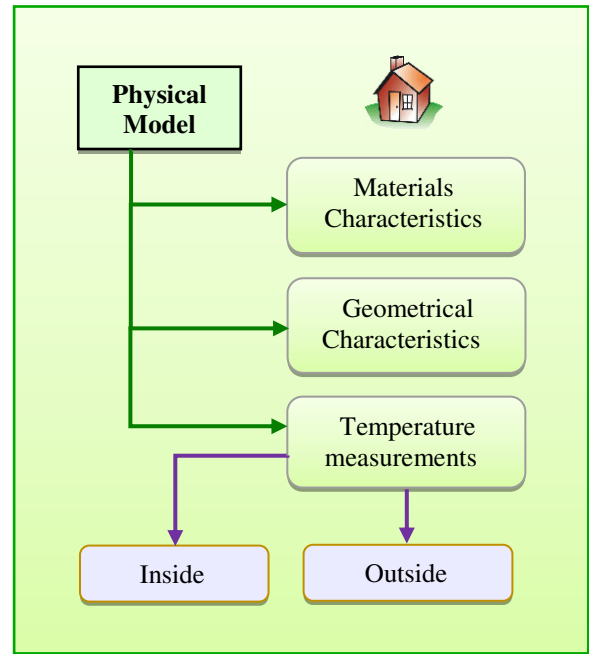 Physical
Model
Materials
Characteristics
Geometrical
Characteristics
Temperature
measurements
Inside
Outside